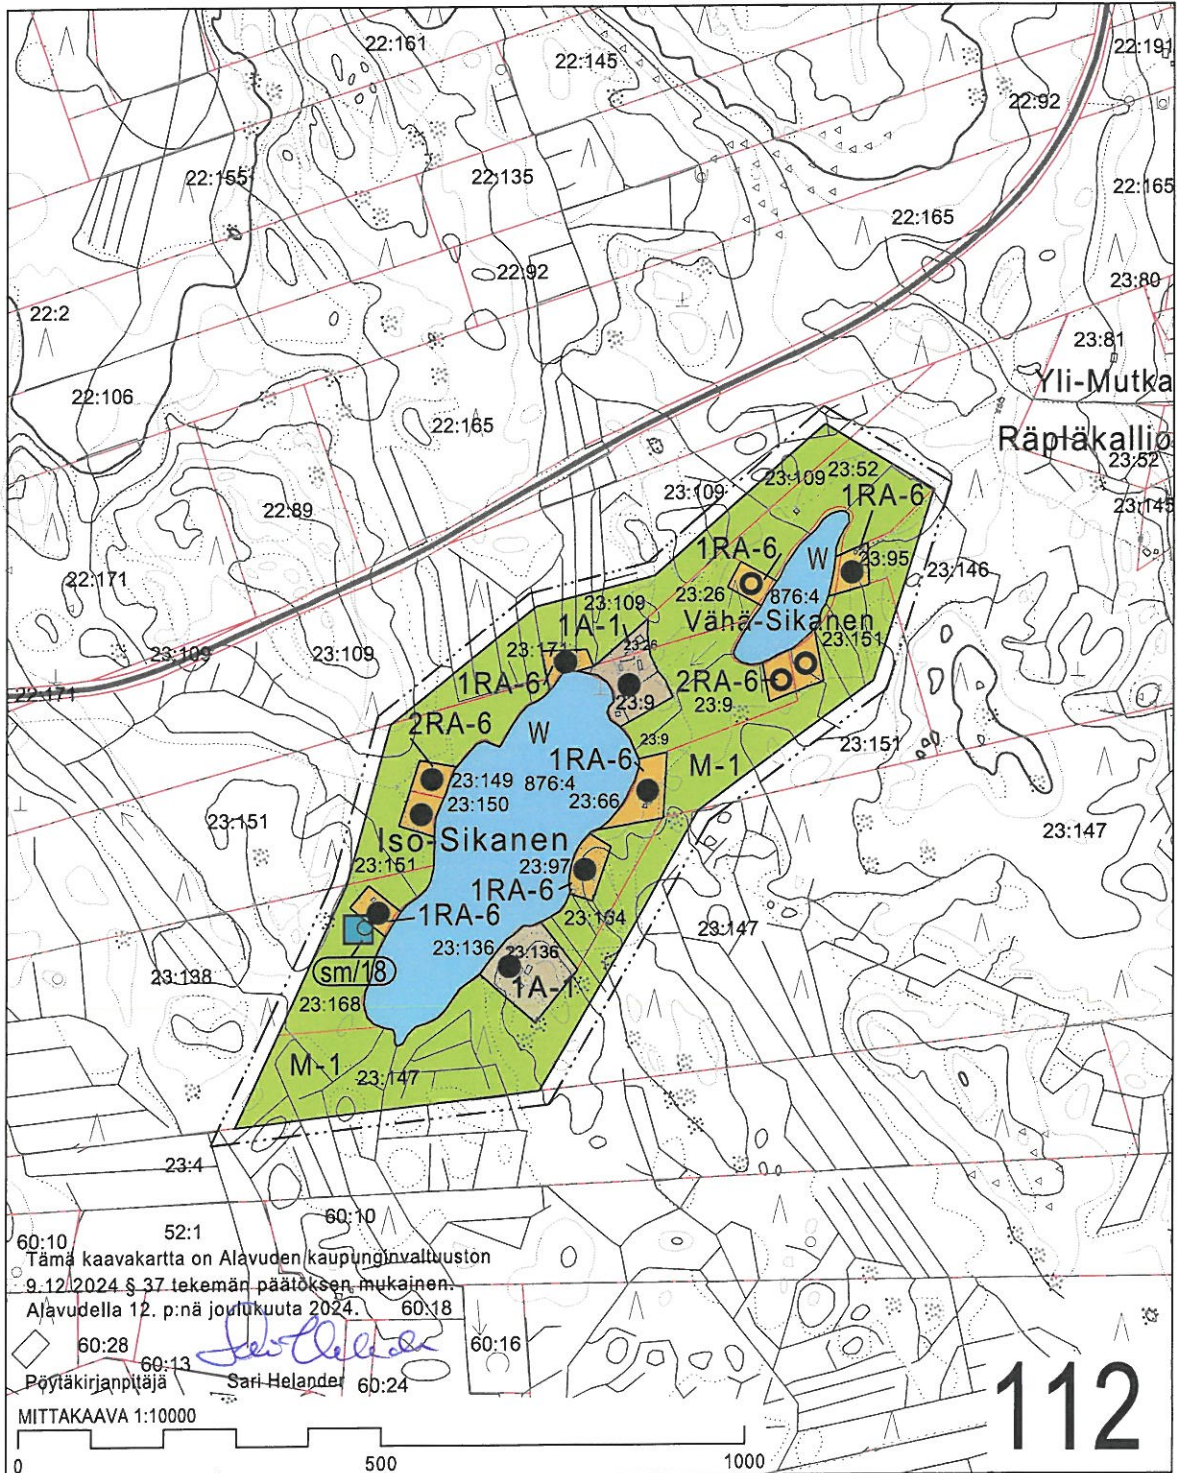 22:161
22:145
22:191
22:92
22:155
22:135
22:165
22:165
22:92
23:80
22:2
23:81
Yli-Mutka
22:106
22:165
Räpläkallio
23:52
23:109
23:52
1RA-6
23:109
23:145
22:89
1RA-6
W
23:95
22:171
23:146
23:26
876:4
23:109
Vähä-Sikanen
1A-1
23:151
23:171
23:26
23:109
23:109
1RA-6
2RA-6
22:171
23:9
23:9
2RA-6
W
23:9
23:151
1RA-6
M-1
23:149
876:4
23:150
23:66
23:151
23:147
Iso-Sikanen
23:151
23:97
1RA-6
1RA-6
23:164
23:147
23:136
23:136
23:138
sm/18
1A-1
23:168
M-1
23:147
23:4
60:10
52:1
60:10
Tämä kaavakartta on Alavuden kaupunginvaltuuston
9.12.2024 § 37 tekemän päätöksen mukainen.
Alavudella 12. p:nä joulukuuta 2024.
60:18
60:28
60:16
60:13
Pöytäkirjanpitäjä Sari Helander
60:24
MITTAKAAVA 1:10000
112
0 500 1000